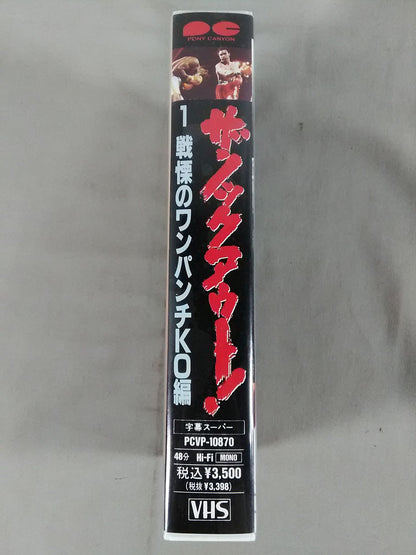 PONY CANYON
ザ・ノックアウト!
1 戦慄のワンパンチKO編
字幕スーパー
PCVP-10870
48分 Hi-Fi MONO
税込¥3,500
(税抜¥3,398)
VHS